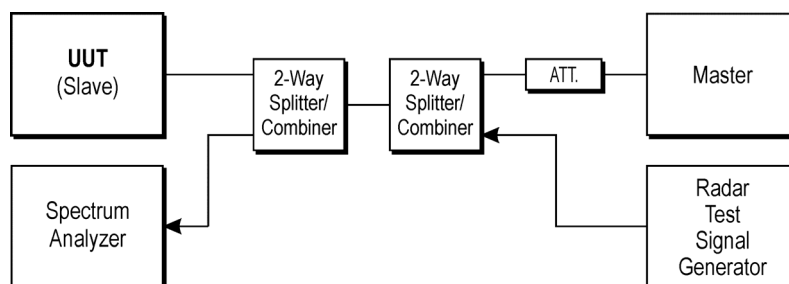 UUT
(Slave)
2-Way
Splitter/
Combiner
2-Way
Splitter/
Combiner
ATT.
Master
Spectrum
Analyzer
Radar
Test
Signal
Generator